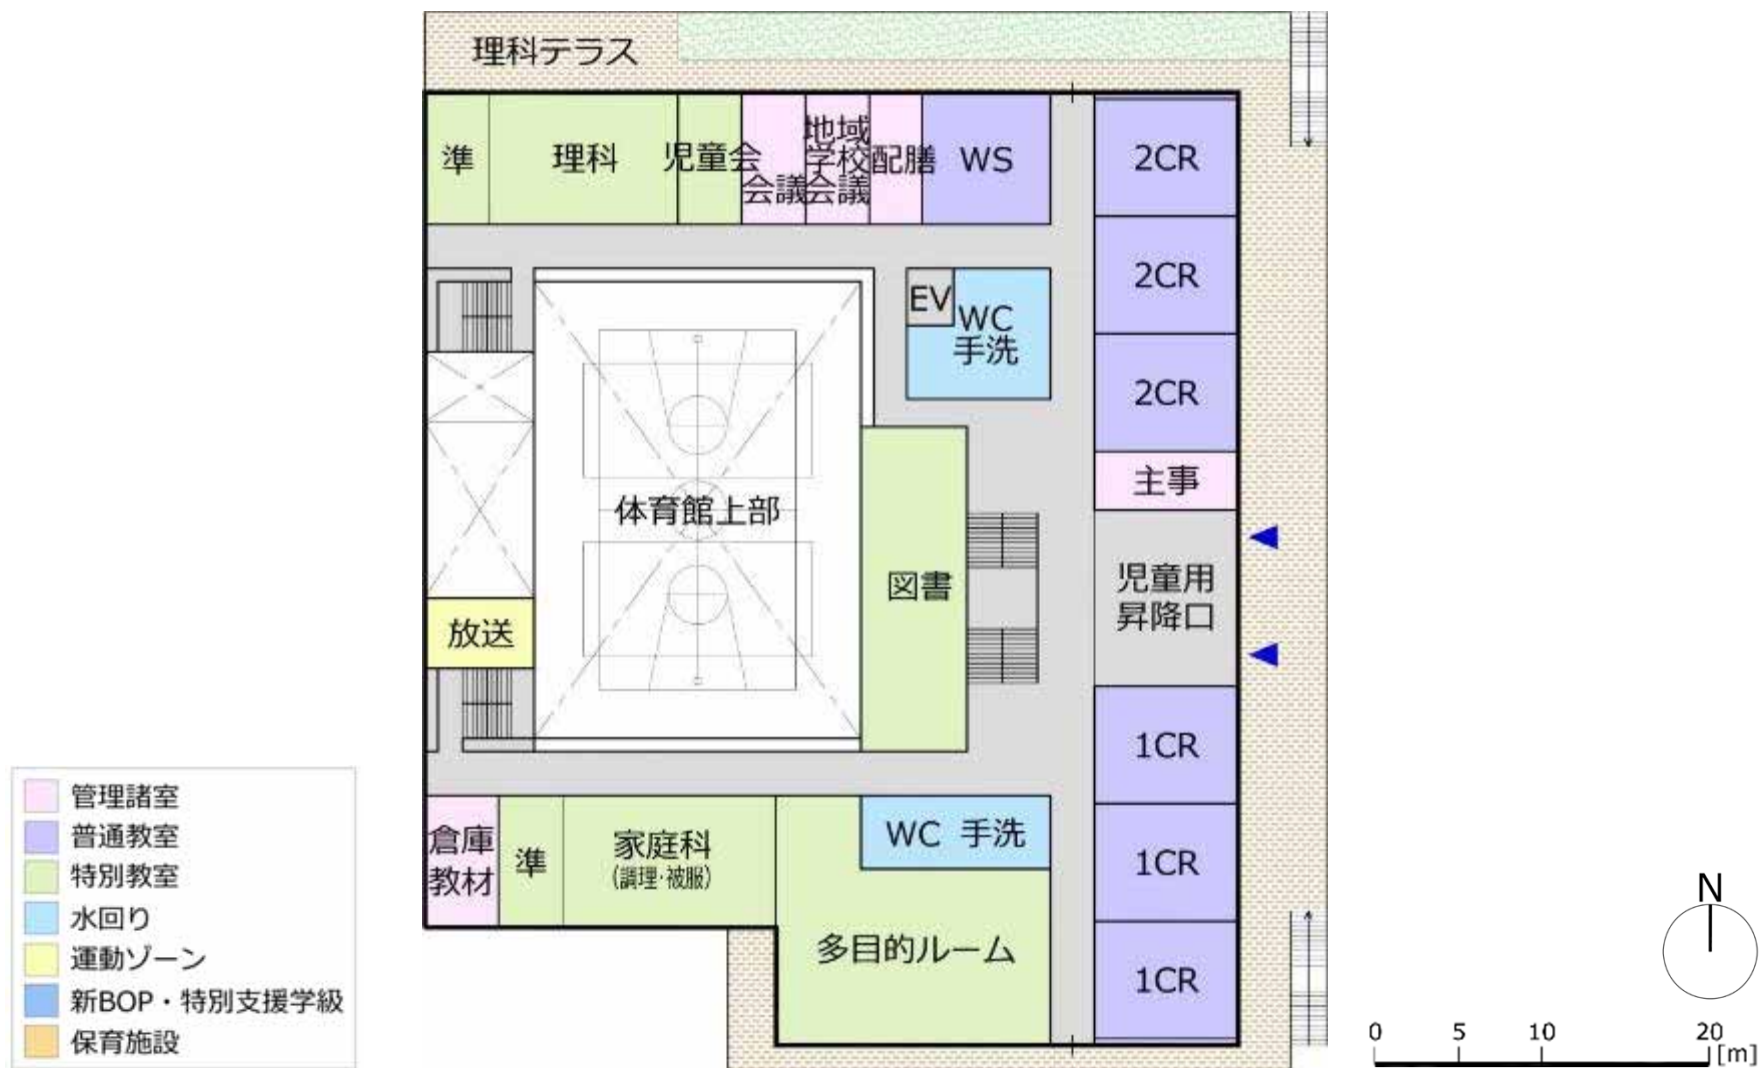 理科テラス
準
理科
児童会
会議
地域
学校
会議
配膳
WS
2CR
2CR
EV
WC
手洗
2CR
主事
体育館上部
図書
児童用
昇降口
放送
1CR
倉庫
教材
準
家庭科
(調理・被服)
WC 手洗
1CR
多目的ルーム
1CR
管理諸室
普通教室
特別教室
水回り
運動ゾーン
新BOP・特別支援学級
保育施設
N
0 5 10 20
[m]